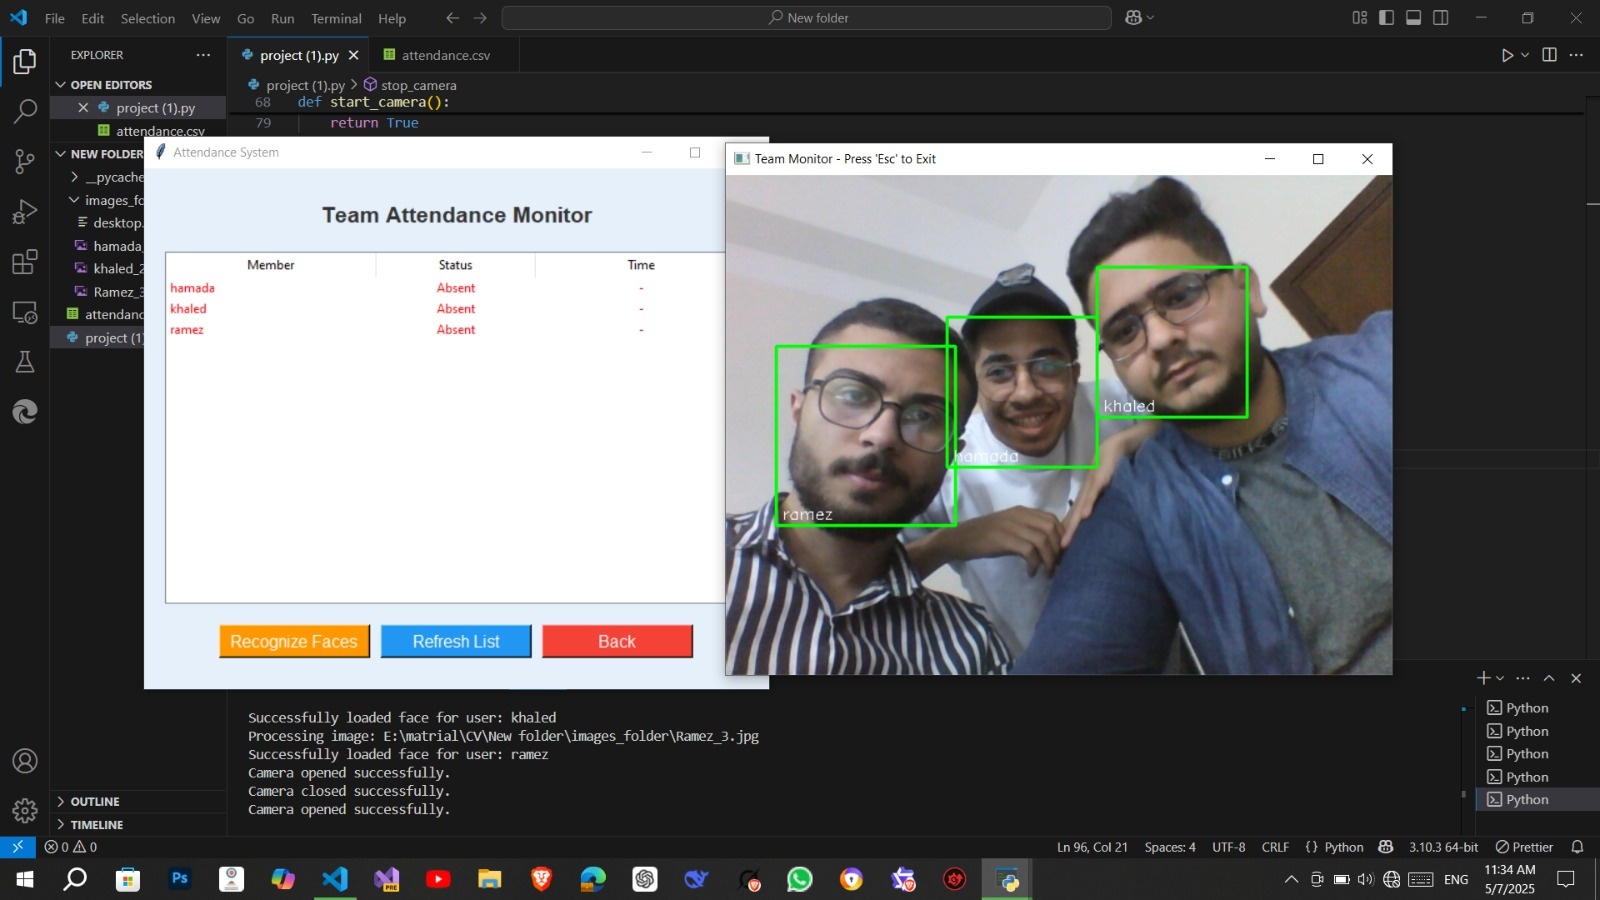 File Edit Selection View Go Run Terminal Help
New folder
EXPLORER
project (1).py
attendance.csv
OPEN EDITORS
project (1).py
attendance.csv
project (1).py > stop_camera
68 def start_camera():
79 return True
NEW FOLDER
__pycache
images_fo
desktop.
hamada_
khaled_2
Ramez_3
attendanc
project (1)
OUTLINE
TIMELINE
Attendance System
Team Attendance Monitor
Member Status Time
hamada Absent -
khaled Absent -
ramez Absent -
Recognize Faces
Refresh List
Back
Team Monitor - Press 'Esc' to Exit
khaled
hamada
ramez
Successfully loaded face for user: khaled
Processing image: E:\matrial\CV\New folder\images_folder\Ramez_3.jpg
Successfully loaded face for user: ramez
Camera opened successfully.
Camera closed successfully.
Camera opened successfully.
Python
Python
Python
Python
Python
0 0
Ln 96, Col 21 Spaces: 4 UTF-8 CRLF {} Python 3.10.3 64-bit Prettier
Ps
PRE
ENG
11:34 AM
5/7/2025